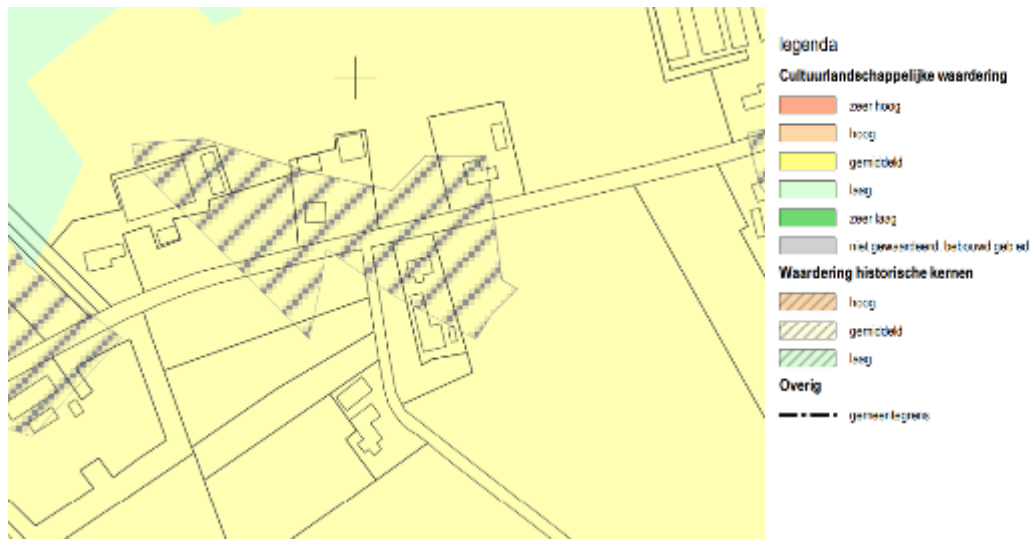 legenda
Cultuurlandschappelijke waardering
zeer hoog
hoog
gemiddeld
laag
zeer laag
niet gewaardeerd, bebouwd gebied
Waardering historische kernen
hoog
gemiddeld
laag
Overig
gemeentegrens